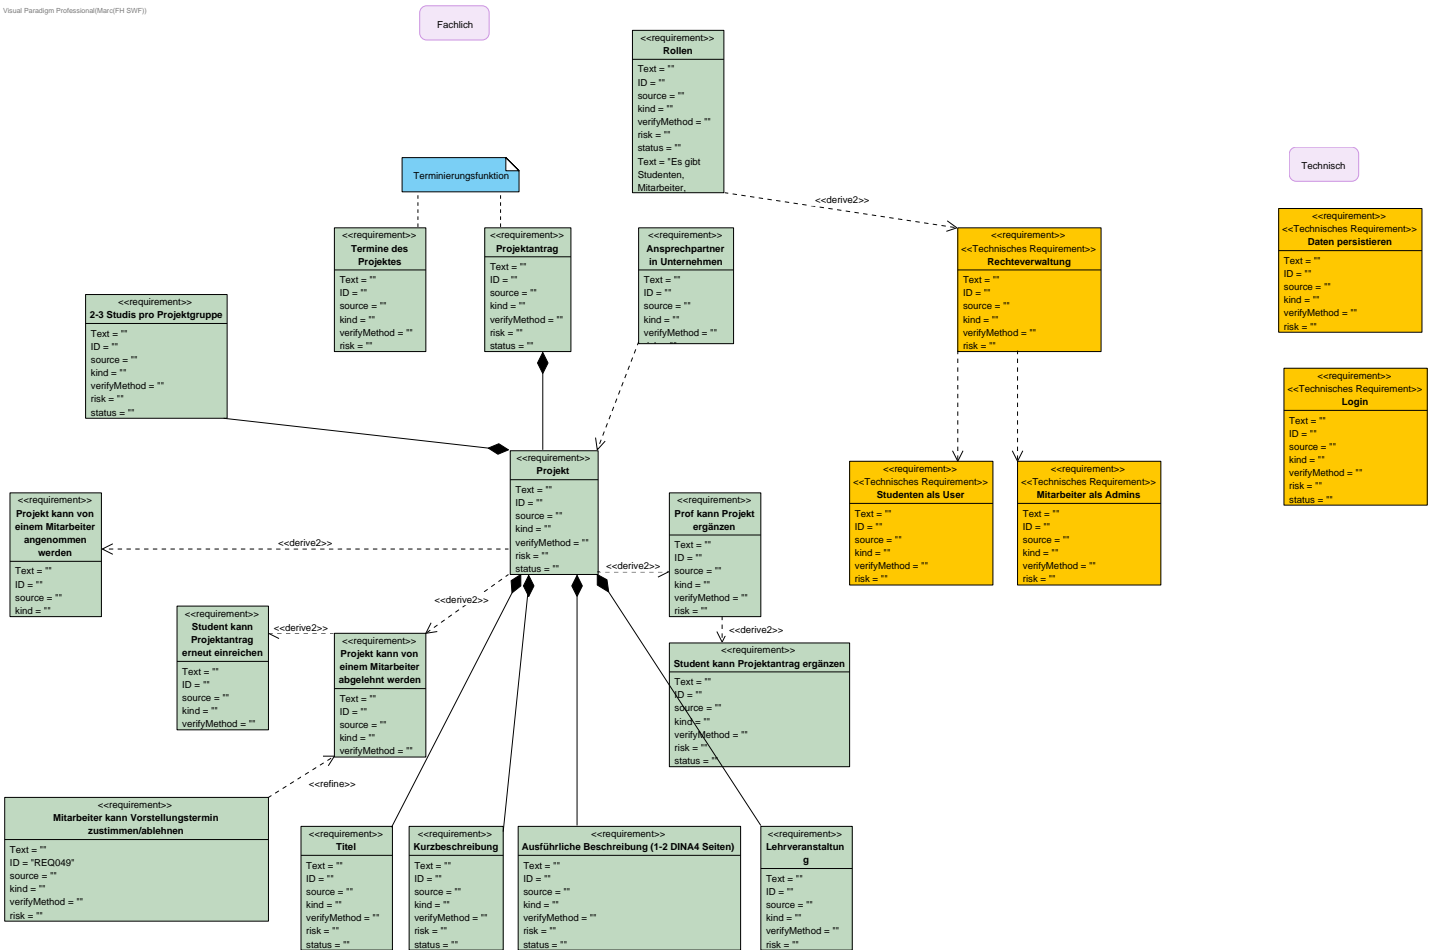 Visual Paradigm Professional(Marc(FH SWF))
Fachlich
<<requirement>>
Rollen
Text = ""
ID = ""
source = ""
kind = ""
verifyMethod = ""
risk = ""
status = ""
Text = "Es gibt
Studenten,
Mitarbeiter,
Technisch
Terminierungsfunktion
<<derive2>>
<<requirement>>
Termine des
Projektes
Text = ""
ID = ""
source = ""
kind = ""
verifyMethod = ""
risk = ""
<<requirement>>
Projektantrag
Text = ""
ID = ""
source = ""
kind = ""
verifyMethod = ""
risk = ""
status = ""
<<requirement>>
Ansprechpartner
in Unternehmen
Text = ""
ID = ""
source = ""
kind = ""
verifyMethod = ""
<<requirement>>
<<Technisches Requirement>>
Rechteverwaltung
Text = ""
ID = ""
source = ""
kind = ""
verifyMethod = ""
risk = ""
<<requirement>>
<<Technisches Requirement>>
Daten persistieren
Text = ""
ID = ""
source = ""
kind = ""
verifyMethod = ""
risk = ""
<<requirement>>
2-3 Studis pro Projektgruppe
Text = ""
ID = ""
source = ""
kind = ""
verifyMethod = ""
risk = ""
status = ""
<<requirement>>
<<Technisches Requirement>>
Login
Text = ""
ID = ""
source = ""
kind = ""
verifyMethod = ""
risk = ""
status = ""
<<requirement>>
Projekt
Text = ""
ID = ""
source = ""
kind = ""
verifyMethod = ""
risk = ""
status = ""
<<requirement>>
<<Technisches Requirement>>
Studenten als User
Text = ""
ID = ""
source = ""
kind = ""
verifyMethod = ""
risk = ""
<<requirement>>
<<Technisches Requirement>>
Mitarbeiter als Admins
Text = ""
ID = ""
source = ""
kind = ""
verifyMethod = ""
risk = ""
<<requirement>>
Projekt kann von
einem Mitarbeiter
angenommen
werden
Text = ""
ID = ""
source = ""
kind = ""
<<derive2>>
<<requirement>>
Prof kann Projekt
ergänzen
Text = ""
ID = ""
source = ""
kind = ""
verifyMethod = ""
risk = ""
<<derive2>>
<<derive2>>
<<requirement>>
Student kann
Projektantrag
erneut einreichen
Text = ""
ID = ""
source = ""
kind = ""
verifyMethod = ""
<<derive2>>
<<requirement>>
Projekt kann von
einem Mitarbeiter
abgelehnt werden
Text = ""
ID = ""
source = ""
kind = ""
verifyMethod = ""
<<derive2>>
<<requirement>>
Student kann Projektantrag ergänzen
Text = ""
ID = ""
source = ""
kind = ""
verifyMethod = ""
risk = ""
status = ""
<<refine>>
<<requirement>>
Mitarbeiter kann Vorstellungstermin
zustimmen/ablehnen
Text = ""
ID = "REQ049"
source = ""
kind = ""
verifyMethod = ""
risk = ""
<<requirement>>
Titel
Text = ""
ID = ""
source = ""
kind = ""
verifyMethod = ""
risk = ""
status = ""
<<requirement>>
Kurzbeschreibung
Text = ""
ID = ""
source = ""
kind = ""
verifyMethod = ""
risk = ""
status = ""
<<requirement>>
Ausführliche Beschreibung (1-2 DINA4 Seiten)
Text = ""
ID = ""
source = ""
kind = ""
verifyMethod = ""
risk = ""
status = ""
<<requirement>>
Lehrveranstaltun
g
Text = ""
ID = ""
source = ""
kind = ""
verifyMethod = ""
risk = ""